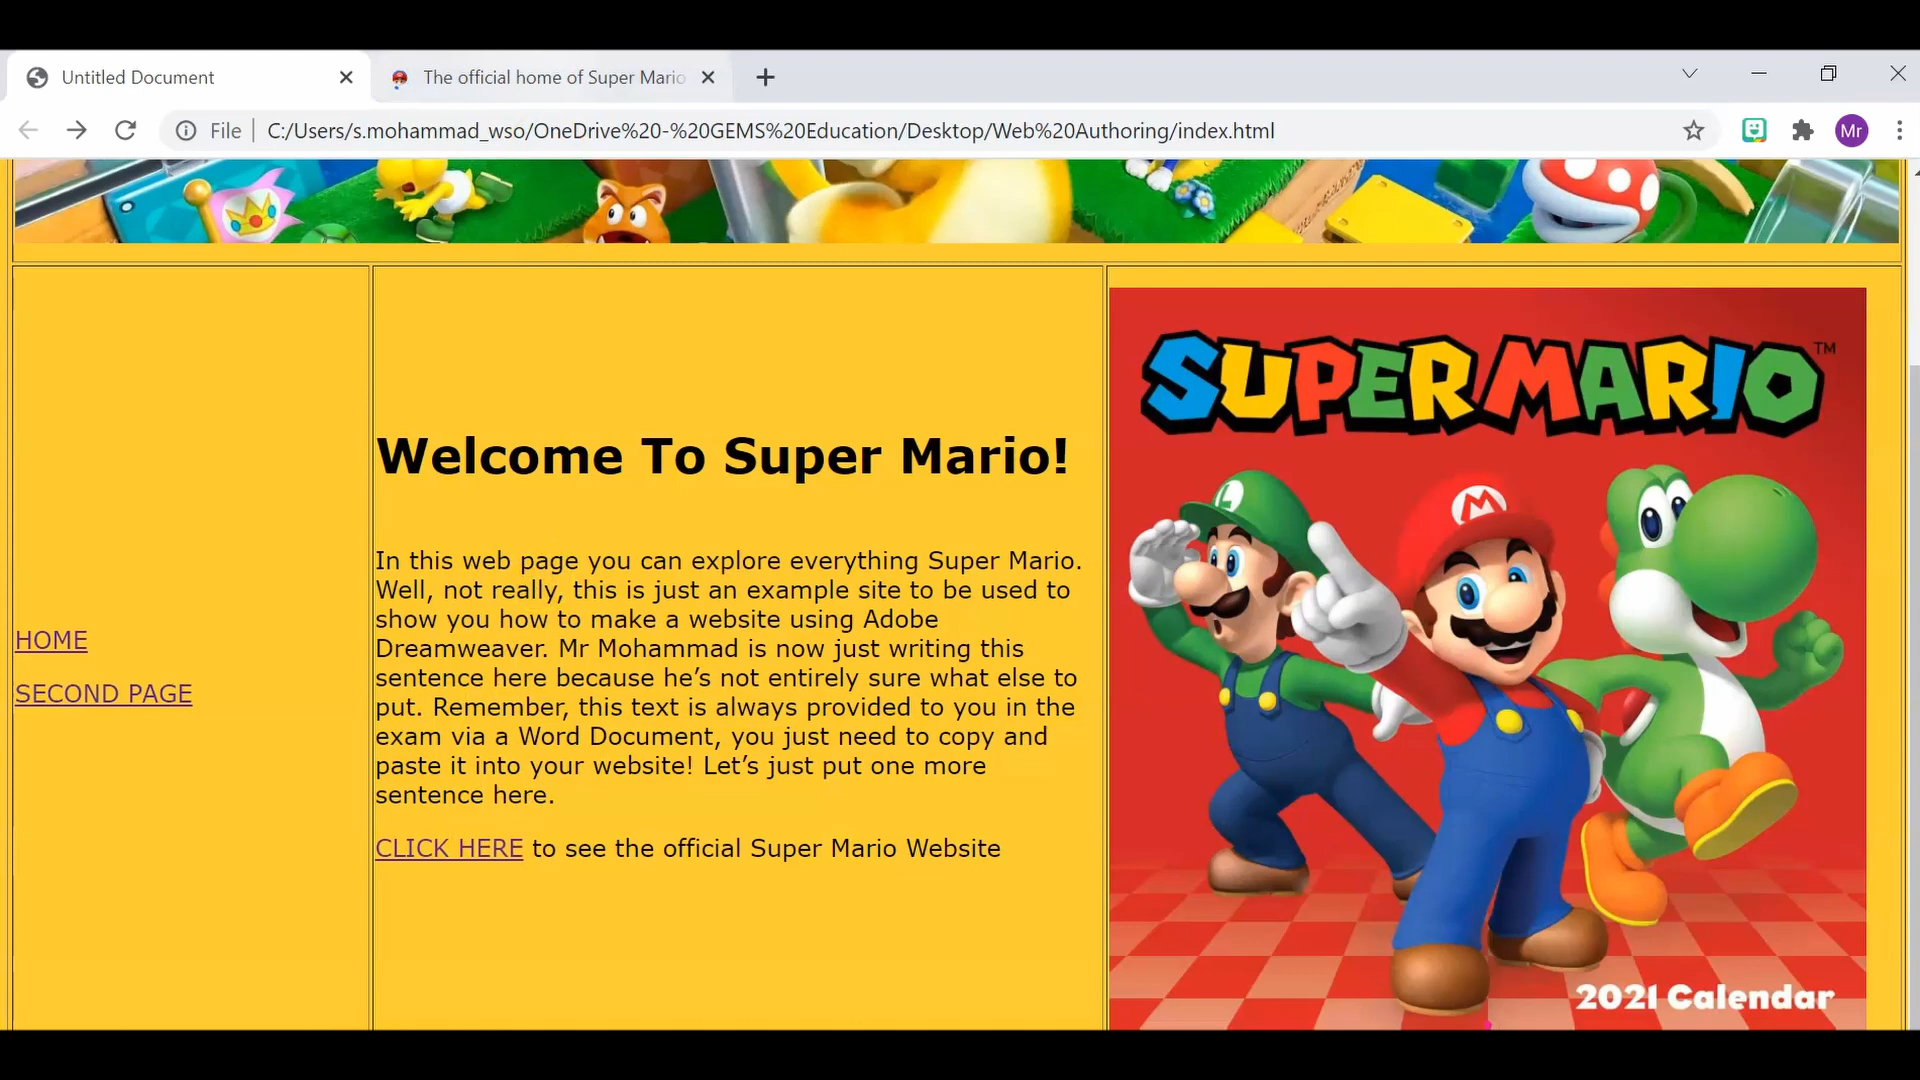 Untitled Document
The official home of Super Mario
File
C:/Users/s.mohammad_wso/OneDrive%20-%20GEMS%20Education/Desktop/Web%20Authoring/index.html
Mr
HOME
SECOND PAGE
Welcome To Super Mario!
In this web page you can explore everything Super Mario.
Well, not really, this is just an example site to be used to
show you how to make a website using Adobe
Dreamweaver. Mr Mohammad is now just writing this
sentence here because he’s not entirely sure what else to
put. Remember, this text is always provided to you in the
exam via a Word Document, you just need to copy and
paste it into your website! Let’s just put one more
sentence here.
CLICK HERE to see the official Super Mario Website
SUPER MARIO™
L
M
2021 Calendar